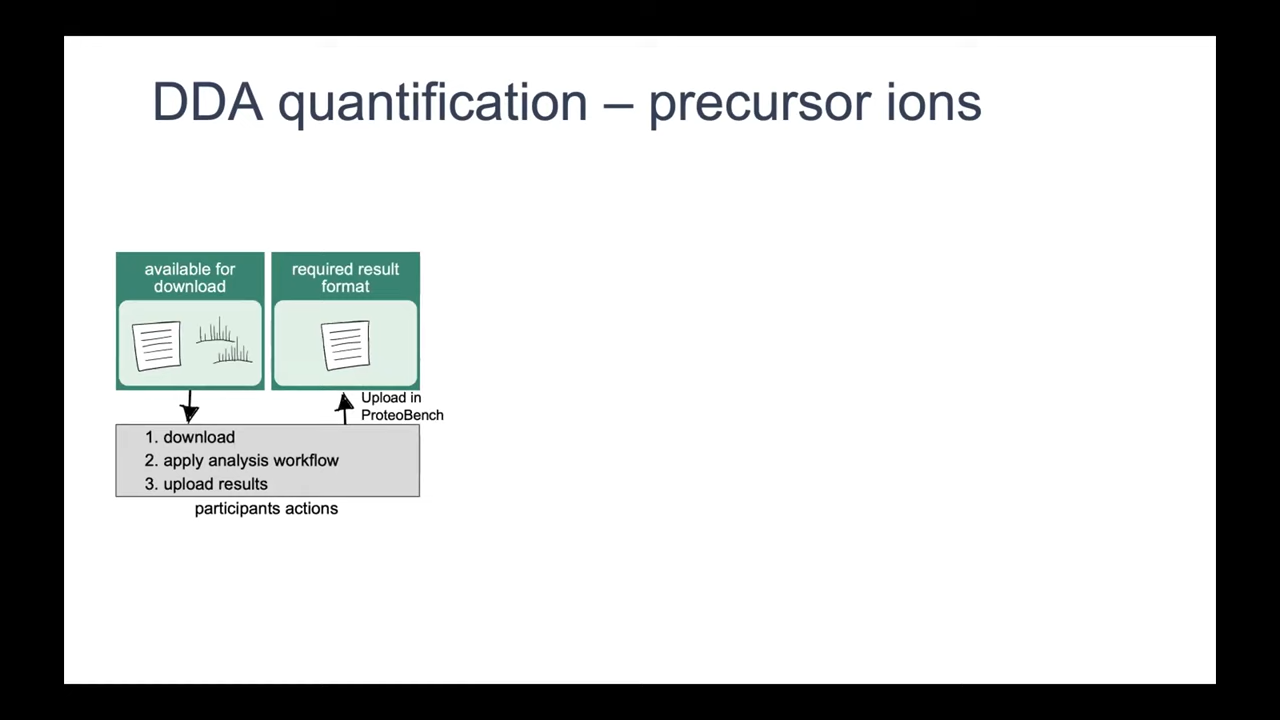 DDA quantification – precursor ions
available for
download
required result
format
Upload in
ProteoBench
1. download
2. apply analysis workflow
3. upload results
participants actions